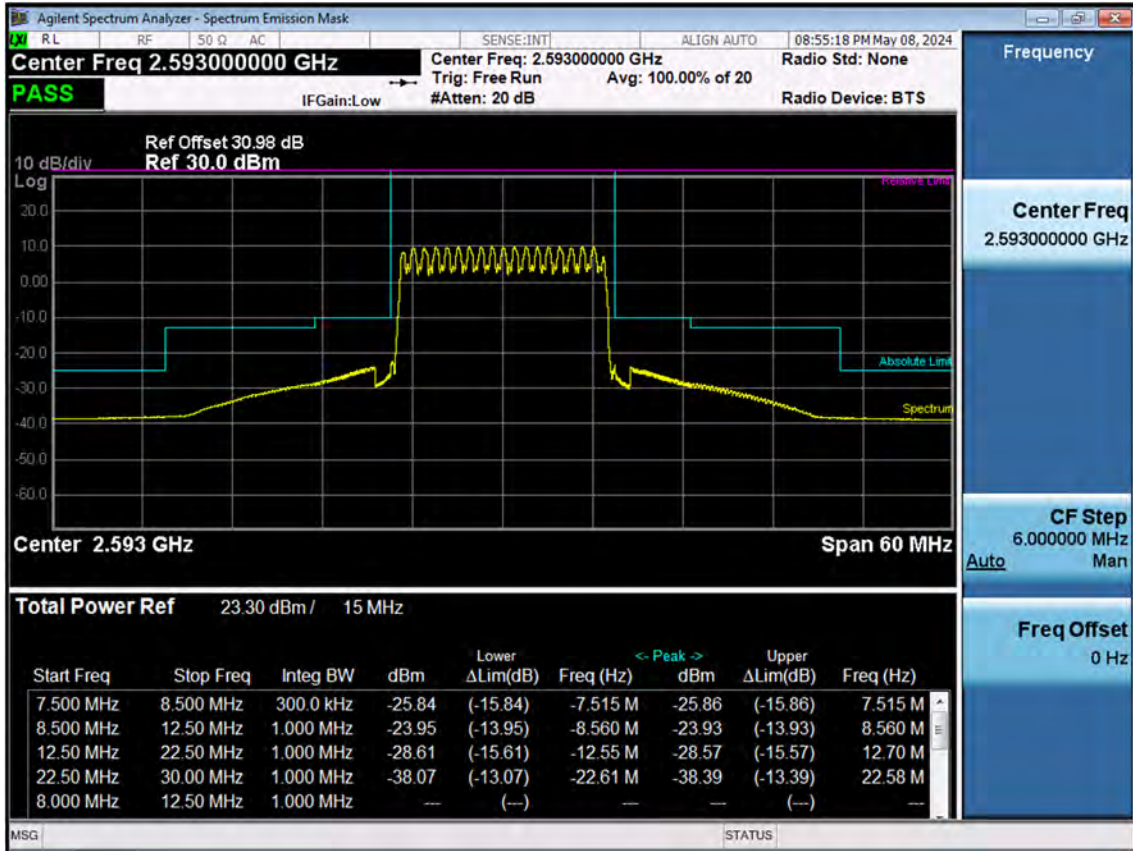 Agilent Spectrum Analyzer - Spectrum Emission Mask
LXI RL RF 50 Ω AC SENSE:INT ALIGN AUTO 08:55:18 PM May 08, 2024
Center Freq 2.593000000 GHz Center Freq: 2.593000000 GHz Radio Std: None
Trig: Free Run Avg: 100.00% of 20
PASS IFGain:Low #Atten: 20 dB Radio Device: BTS
Ref Offset 30.98 dB
10 dB/div Ref 30.0 dBm
Log
Relative Limit
20.0
10.0
0.00
-10.0
-20.0
Absolute Limit
-30.0
Spectrum
-40.0
-50.0
-60.0
Center 2.593 GHz Span 60 MHz
Total Power Ref 23.30 dBm / 15 MHz
Lower <- Peak -> Upper
Start Freq Stop Freq Integ BW dBm ΔLim(dB) Freq (Hz) dBm ΔLim(dB) Freq (Hz)
7.500 MHz 8.500 MHz 300.0 kHz -25.84 (-15.84) -7.515 M -25.86 (-15.86) 7.515 M
8.500 MHz 12.50 MHz 1.000 MHz -23.95 (-13.95) -8.560 M -23.93 (-13.93) 8.560 M
12.50 MHz 22.50 MHz 1.000 MHz -28.61 (-15.61) -12.55 M -28.57 (-15.57) 12.70 M
22.50 MHz 30.00 MHz 1.000 MHz -38.07 (-13.07) -22.61 M -38.39 (-13.39) 22.58 M
8.000 MHz 12.50 MHz 1.000 MHz --- (---) --- --- (---) ---
MSG STATUS
Frequency
Center Freq
2.593000000 GHz
CF Step
6.000000 MHz
Auto Man
Freq Offset
0 Hz